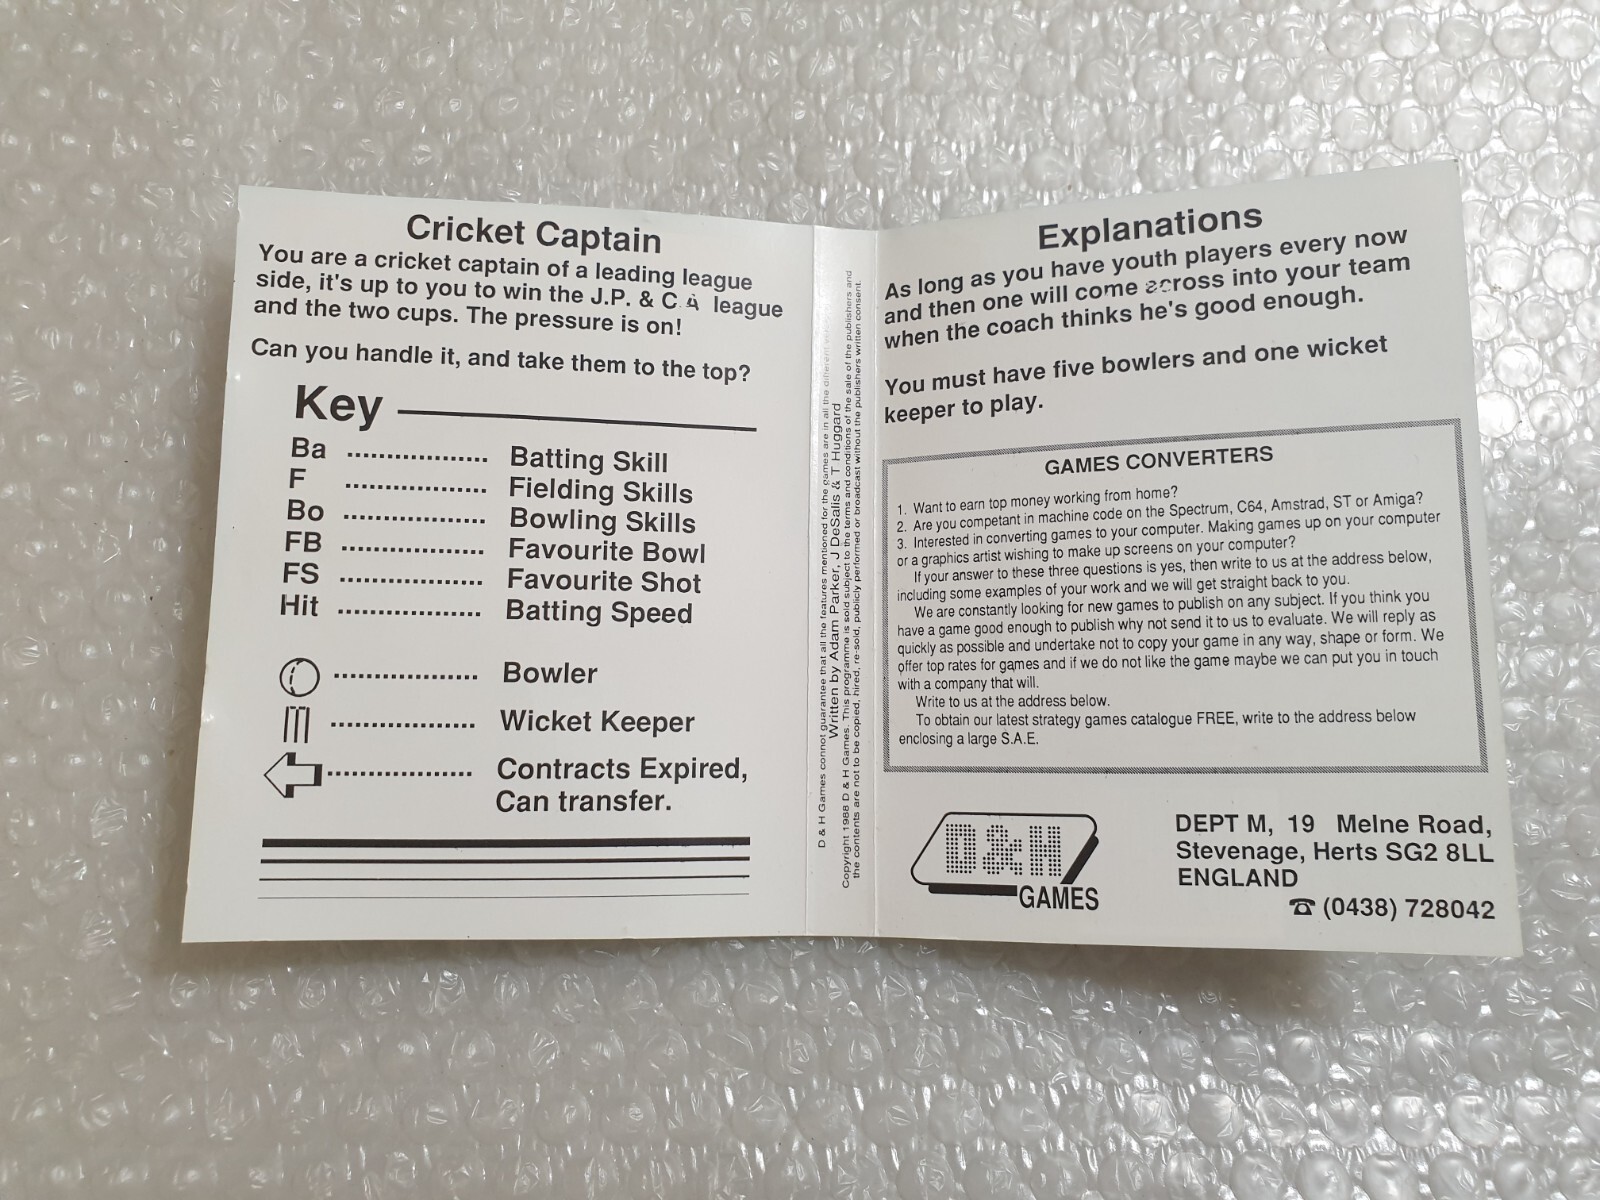 Cricket Captain
You are a cricket captain of a leading league
side, it's up to you to win the J.P. & C.A league
and the two cups. The pressure is on!
Can you handle it, and take them to the top?
Key
Ba .................. Batting Skill
F .................. Fielding Skills
Bo .................. Bowling Skills
FB .................. Favourite Bowl
FS .................. Favourite Shot
Hit .................. Batting Speed
.................. Bowler
.................. Wicket Keeper
.................. Contracts Expired,
Can transfer.
D & H Games connot guarantee that all the features mentioned for the games are in all the different
Written by Adam Parker, J DeSalis & T Huggard
Copyright 1988 D & H Games. This programme is sold subject to the terms and conditions of the sale of the publishers and
the contents are not to be copied, hired, re-sold, publicly performed or broadcast without the publishers written consent.
Explanations
As long as you have youth players every now
and then one will come across into your team
when the coach thinks he's good enough.
You must have five bowlers and one wicket
keeper to play.
GAMES CONVERTERS
1. Want to earn top money working from home?
2. Are you competant in machine code on the Spectrum, C64, Amstrad, ST or Amiga?
3. Interested in converting games to your computer. Making games up on your computer
or a graphics artist wishing to make up screens on your computer?
If your answer to these three questions is yes, then write to us at the address below,
including some examples of your work and we will get straight back to you.
We are constantly looking for new games to publish on any subject. If you think you
have a game good enough to publish why not send it to us to evaluate. We will reply as
quickly as possible and undertake not to copy your game in any way, shape or form. We
offer top rates for games and if we do not like the game maybe we can put you in touch
with a company that will.
Write to us at the address below.
To obtain our latest strategy games catalogue FREE, write to the address below
enclosing a large S.A.E.
D&H
GAMES
DEPT M, 19 Melne Road,
Stevenage, Herts SG2 8LL
ENGLAND
☎ (0438) 728042